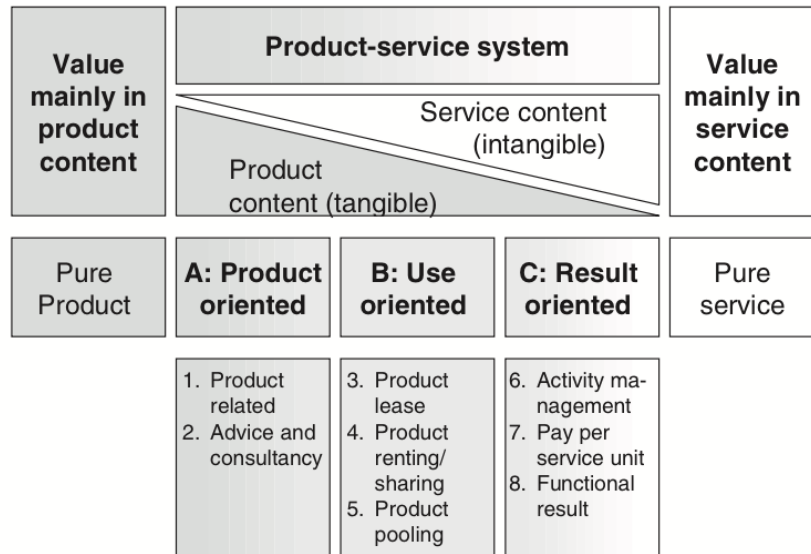 Value
mainly in
product
content
Product-service system
Service content
(intangible)
Product
content (tangible)
Value
mainly in
service
content
Pure
Product
A: Product
oriented
B: Use
oriented
C: Result
oriented
Pure
service
1. Product
related
2. Advice and
consultancy
3. Product
lease
4. Product
renting/
sharing
5. Product
pooling
6. Activity ma-
nagement
7. Pay per
service unit
8. Functional
result